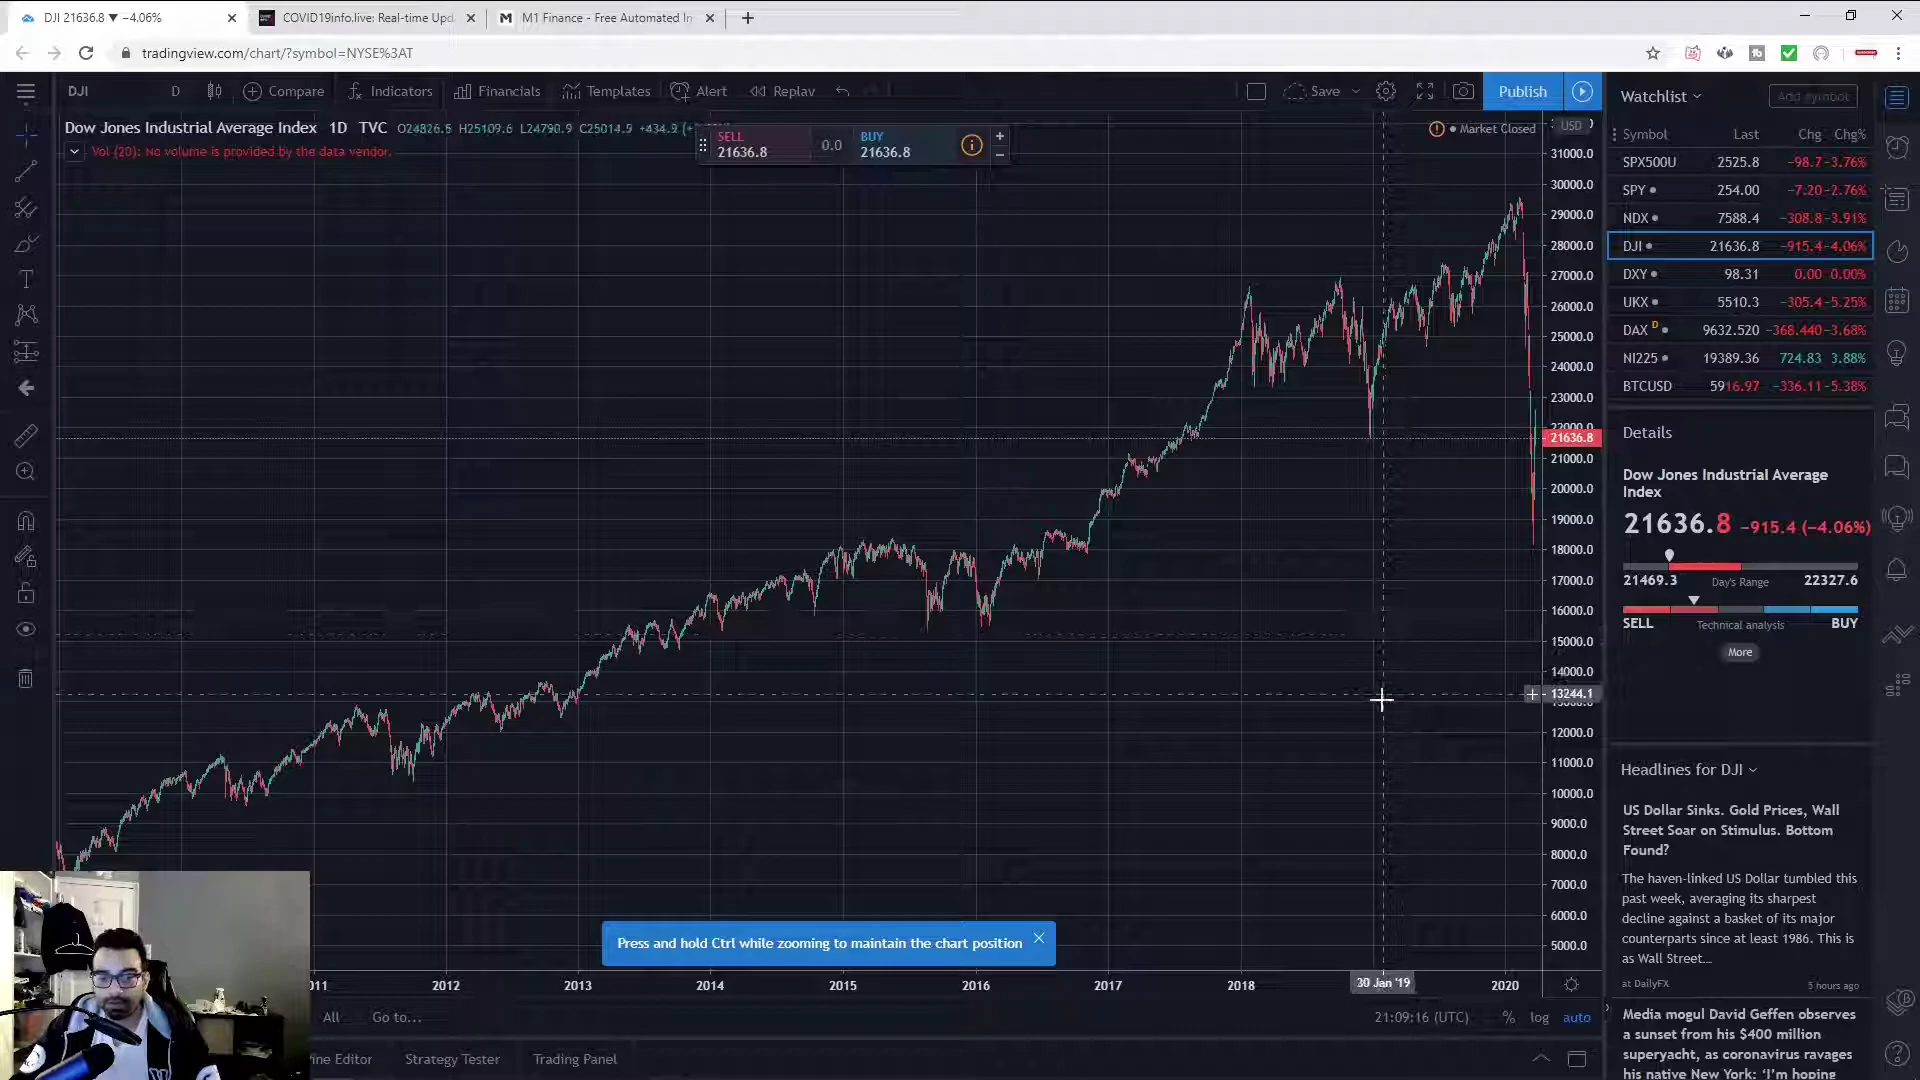 DJI 21636.8 ▼ −4.06%
COVID19info.live: Real-time Upd
M1 Finance - Free Automated In
tradingview.com/chart/?symbol=NYSE%3AT
DJI D Compare Indicators Financials Templates Alert Replay Save Publish
Dow Jones Industrial Average Index 1D TVC O24826.5 H25109.6 L24790.9 C25014.9 +434.9
Vol (20): No volume is provided by the data vendor.
SELL
21636.8
0.0
BUY
21636.8
Market Closed
USD
31000.0
30000.0
29000.0
28000.0
27000.0
26000.0
25000.0
24000.0
23000.0
22000.0
21636.8
21000.0
20000.0
19000.0
18000.0
17000.0
16000.0
15000.0
14000.0
13244.1
12000.0
11000.0
10000.0
9000.0
8000.0
7000.0
6000.0
5000.0
Press and hold Ctrl while zooming to maintain the chart position
011 2012 2013 2014 2015 2016 2017 2018 30 Jan '19 2020
All Go to... 21:09:16 (UTC) % log auto
ine Editor Strategy Tester Trading Panel
Watchlist
Add symbol
Symbol Last Chg Chg%
SPX500U 2525.8 −98.7 −3.76%
SPY 254.00 −7.20 −2.76%
NDX 7588.4 −308.8 −3.91%
DJI 21636.8 −915.4 −4.06%
DXY 98.31 0.00 0.00%
UKX 5510.3 −305.4 −5.25%
DAX D 9632.520 −368.440 −3.68%
NI225 19389.36 724.83 3.88%
BTCUSD 5916.97 −336.11 −5.38%
Details
Dow Jones Industrial Average
Index
21636.8 −915.4 (−4.06%)
21469.3 Day's Range 22327.6
SELL Technical analysis BUY
More
Headlines for DJI
US Dollar Sinks. Gold Prices, Wall
Street Soar on Stimulus. Bottom
Found?
The haven-linked US Dollar tumbled this
past week, averaging its sharpest
decline against a basket of its major
counterparts since at least 1986. This is
as Wall Street...
at DailyFX 5 hours ago
Media mogul David Geffen observes
a sunset from his $400 million
superyacht, as coronavirus ravages
his native New York: 'I'm hoping